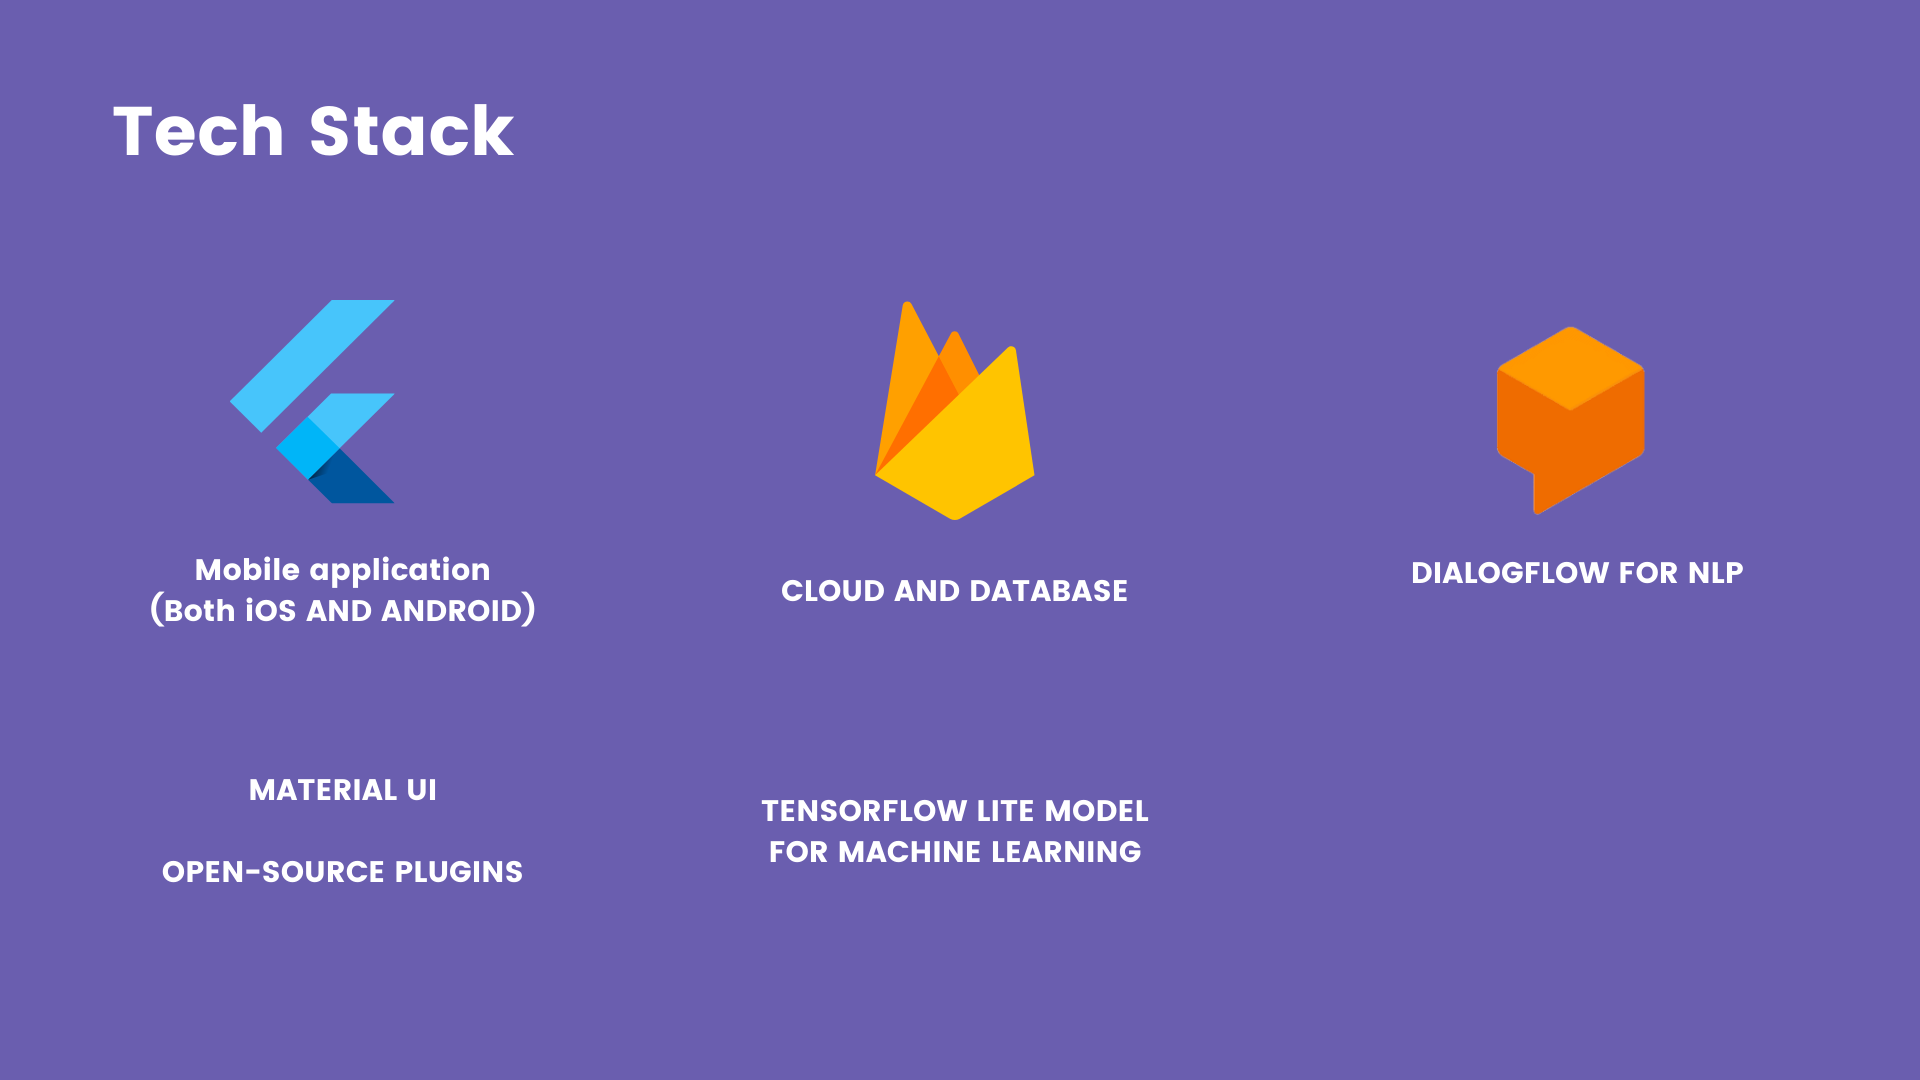 Tech Stack
Mobile application
(Both iOS AND ANDROID)
CLOUD AND DATABASE
DIALOGFLOW FOR NLP
MATERIAL UI
OPEN-SOURCE PLUGINS
TENSORFLOW LITE MODEL
FOR MACHINE LEARNING